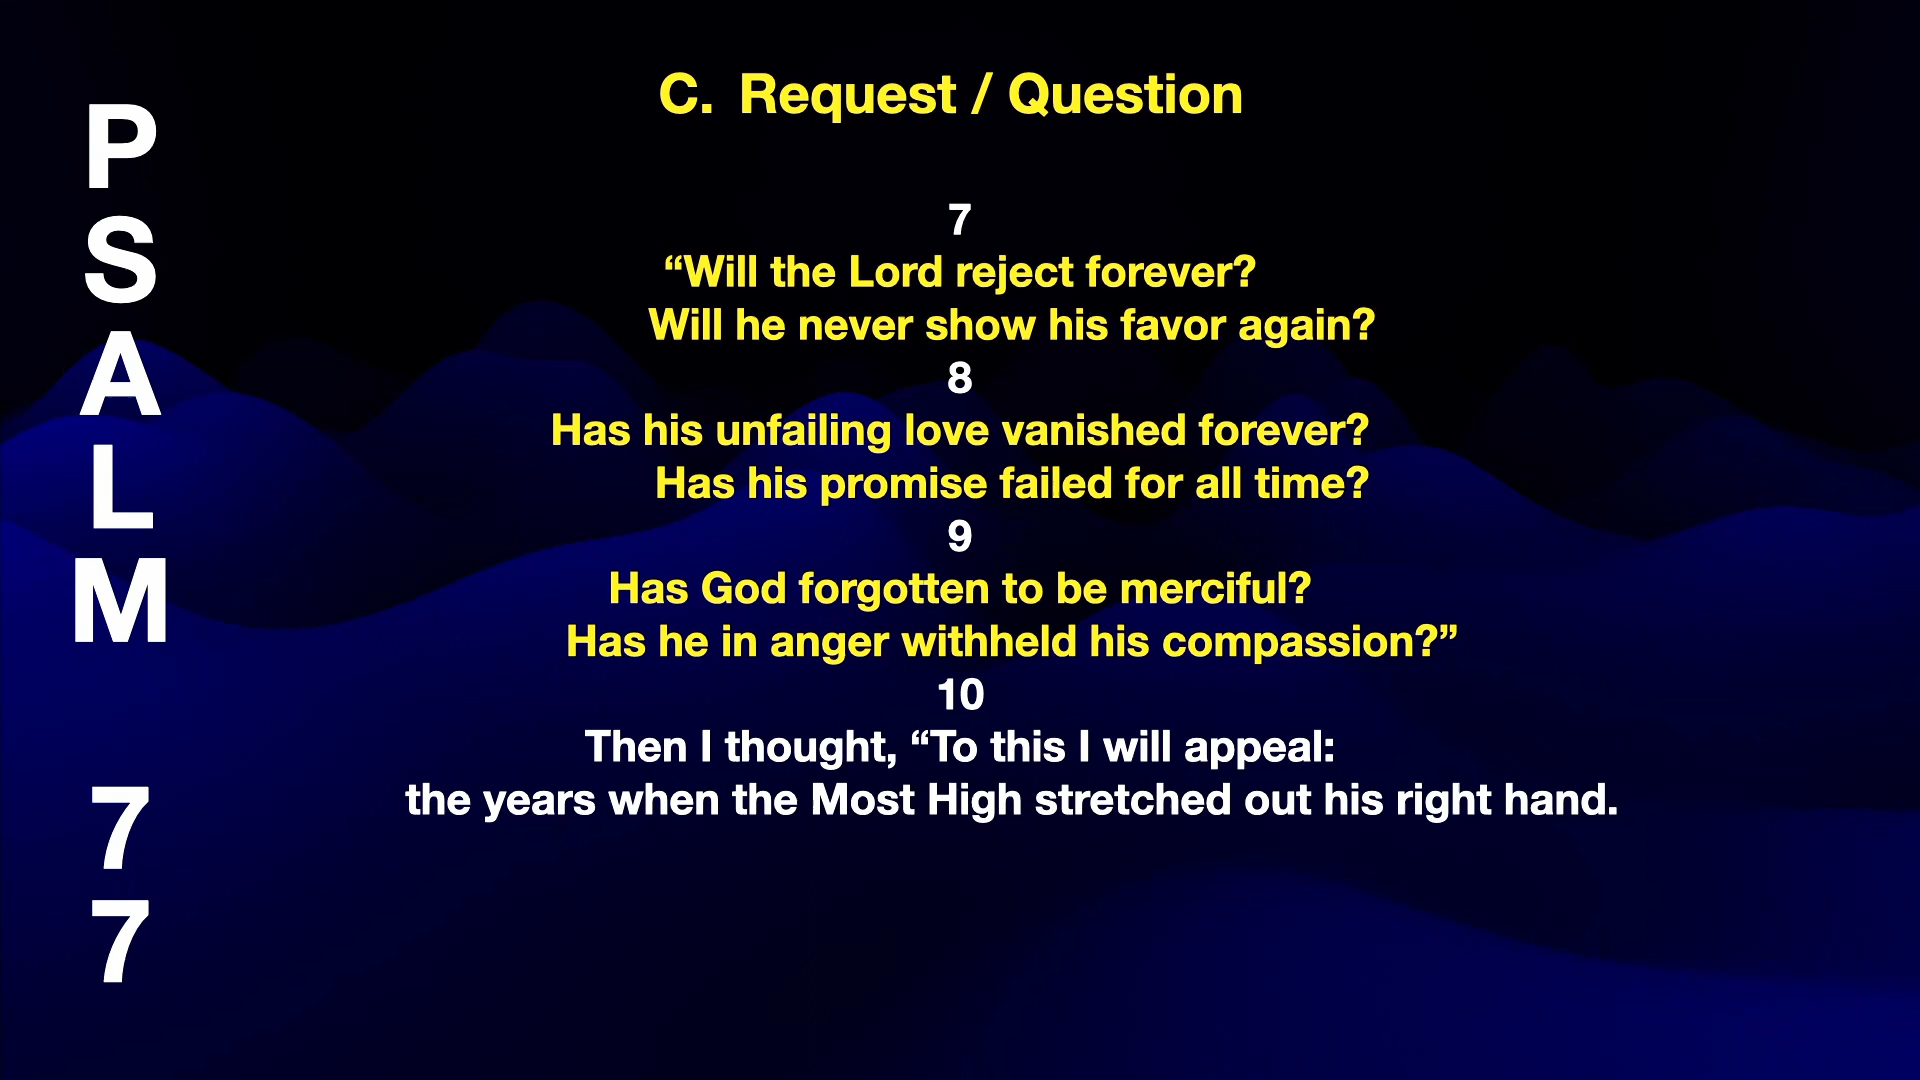 PSALM 77
C. Request / Question
7
“Will the Lord reject forever?
Will he never show his favor again?
8
Has his unfailing love vanished forever?
Has his promise failed for all time?
9
Has God forgotten to be merciful?
Has he in anger withheld his compassion?”
10
Then I thought, “To this I will appeal:
the years when the Most High stretched out his right hand.